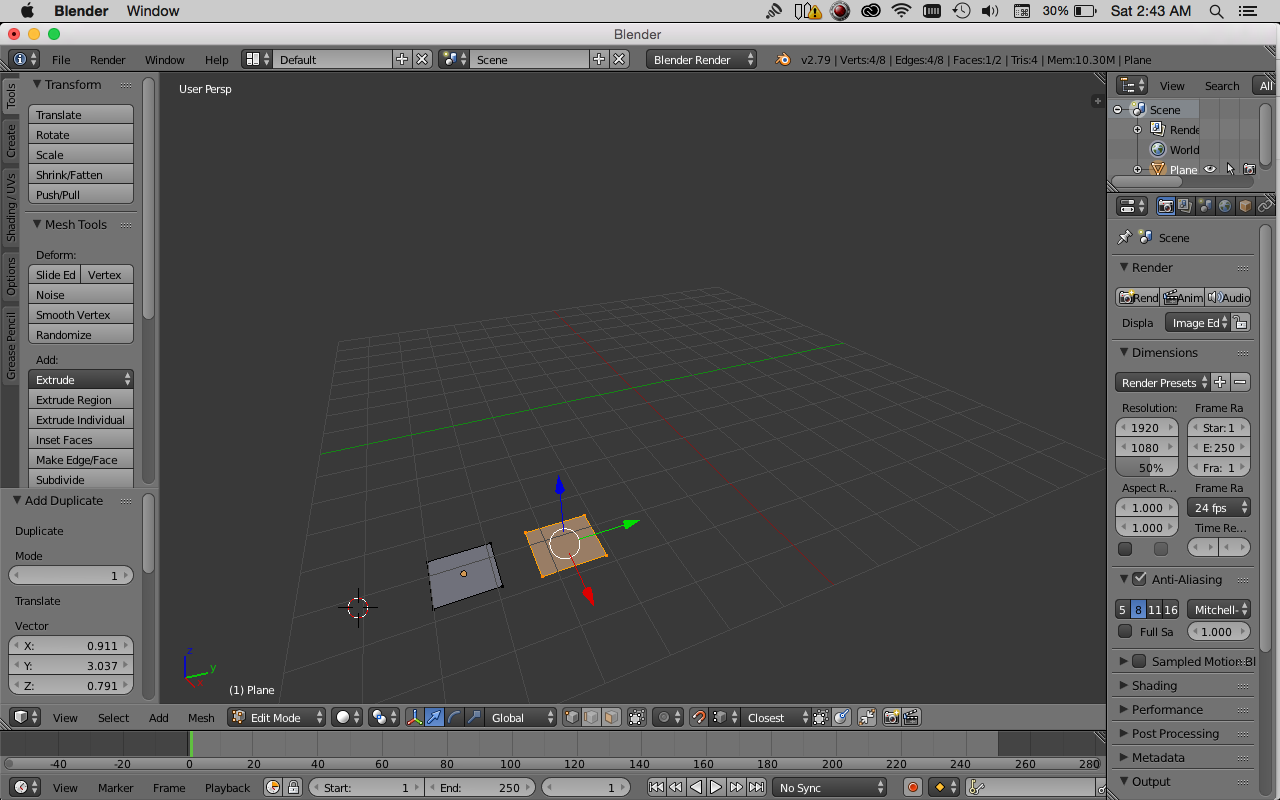 Blender Window 30% Sat 2:43 AM
Blender
File Render Window Help Default Scene Blender Render v2.79 | Verts:4/8 | Edges:4/8 | Faces:1/2 | Tris:4 | Mem:10.30M | Plane
Tools
Create
Shading / UVs
Options
Grease Pencil
Transform
Translate
Rotate
Scale
Shrink/Fatten
Push/Pull
Mesh Tools
Deform:
Slide Ed Vertex
Noise
Smooth Vertex
Randomize
Add:
Extrude
Extrude Region
Extrude Individual
Inset Faces
Make Edge/Face
Subdivide
Add Duplicate
Duplicate
Mode
1
Translate
Vector
X: 0.911
Y: 3.037
Z: 0.791
User Persp
z
y
(1) Plane
View Select Add Mesh Edit Mode Global Closest
-40 -20 0 20 40 60 80 100 120 140 160 180 200 220 240 260 280
View Marker Frame Playback Start: 1 End: 250 1 No Sync
View Search All
Scene
Rende
World
Plane
Scene
Render
Rend Anim Audio
Displa Image Ed
Dimensions
Render Presets
Resolution: Frame Ra
1920 Star: 1
1080 E: 250
50% Fra: 1
Aspect R... Frame Ra
1.000 24 fps
1.000 Time Re...
Anti-Aliasing
5 8 11 16 Mitchell-
Full Sa 1.000
Sampled Motion Bl
Shading
Performance
Post Processing
Metadata
Output